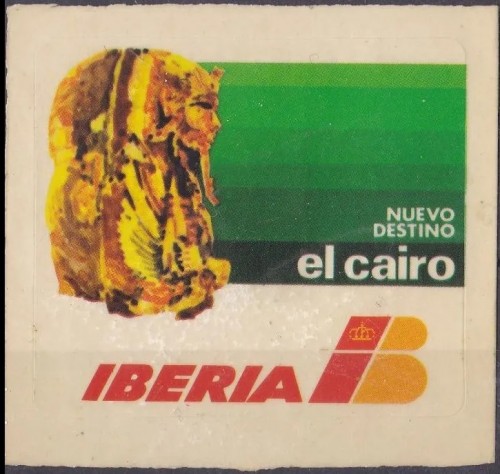 NUEVO
DESTINO
el cairo
IBERIA